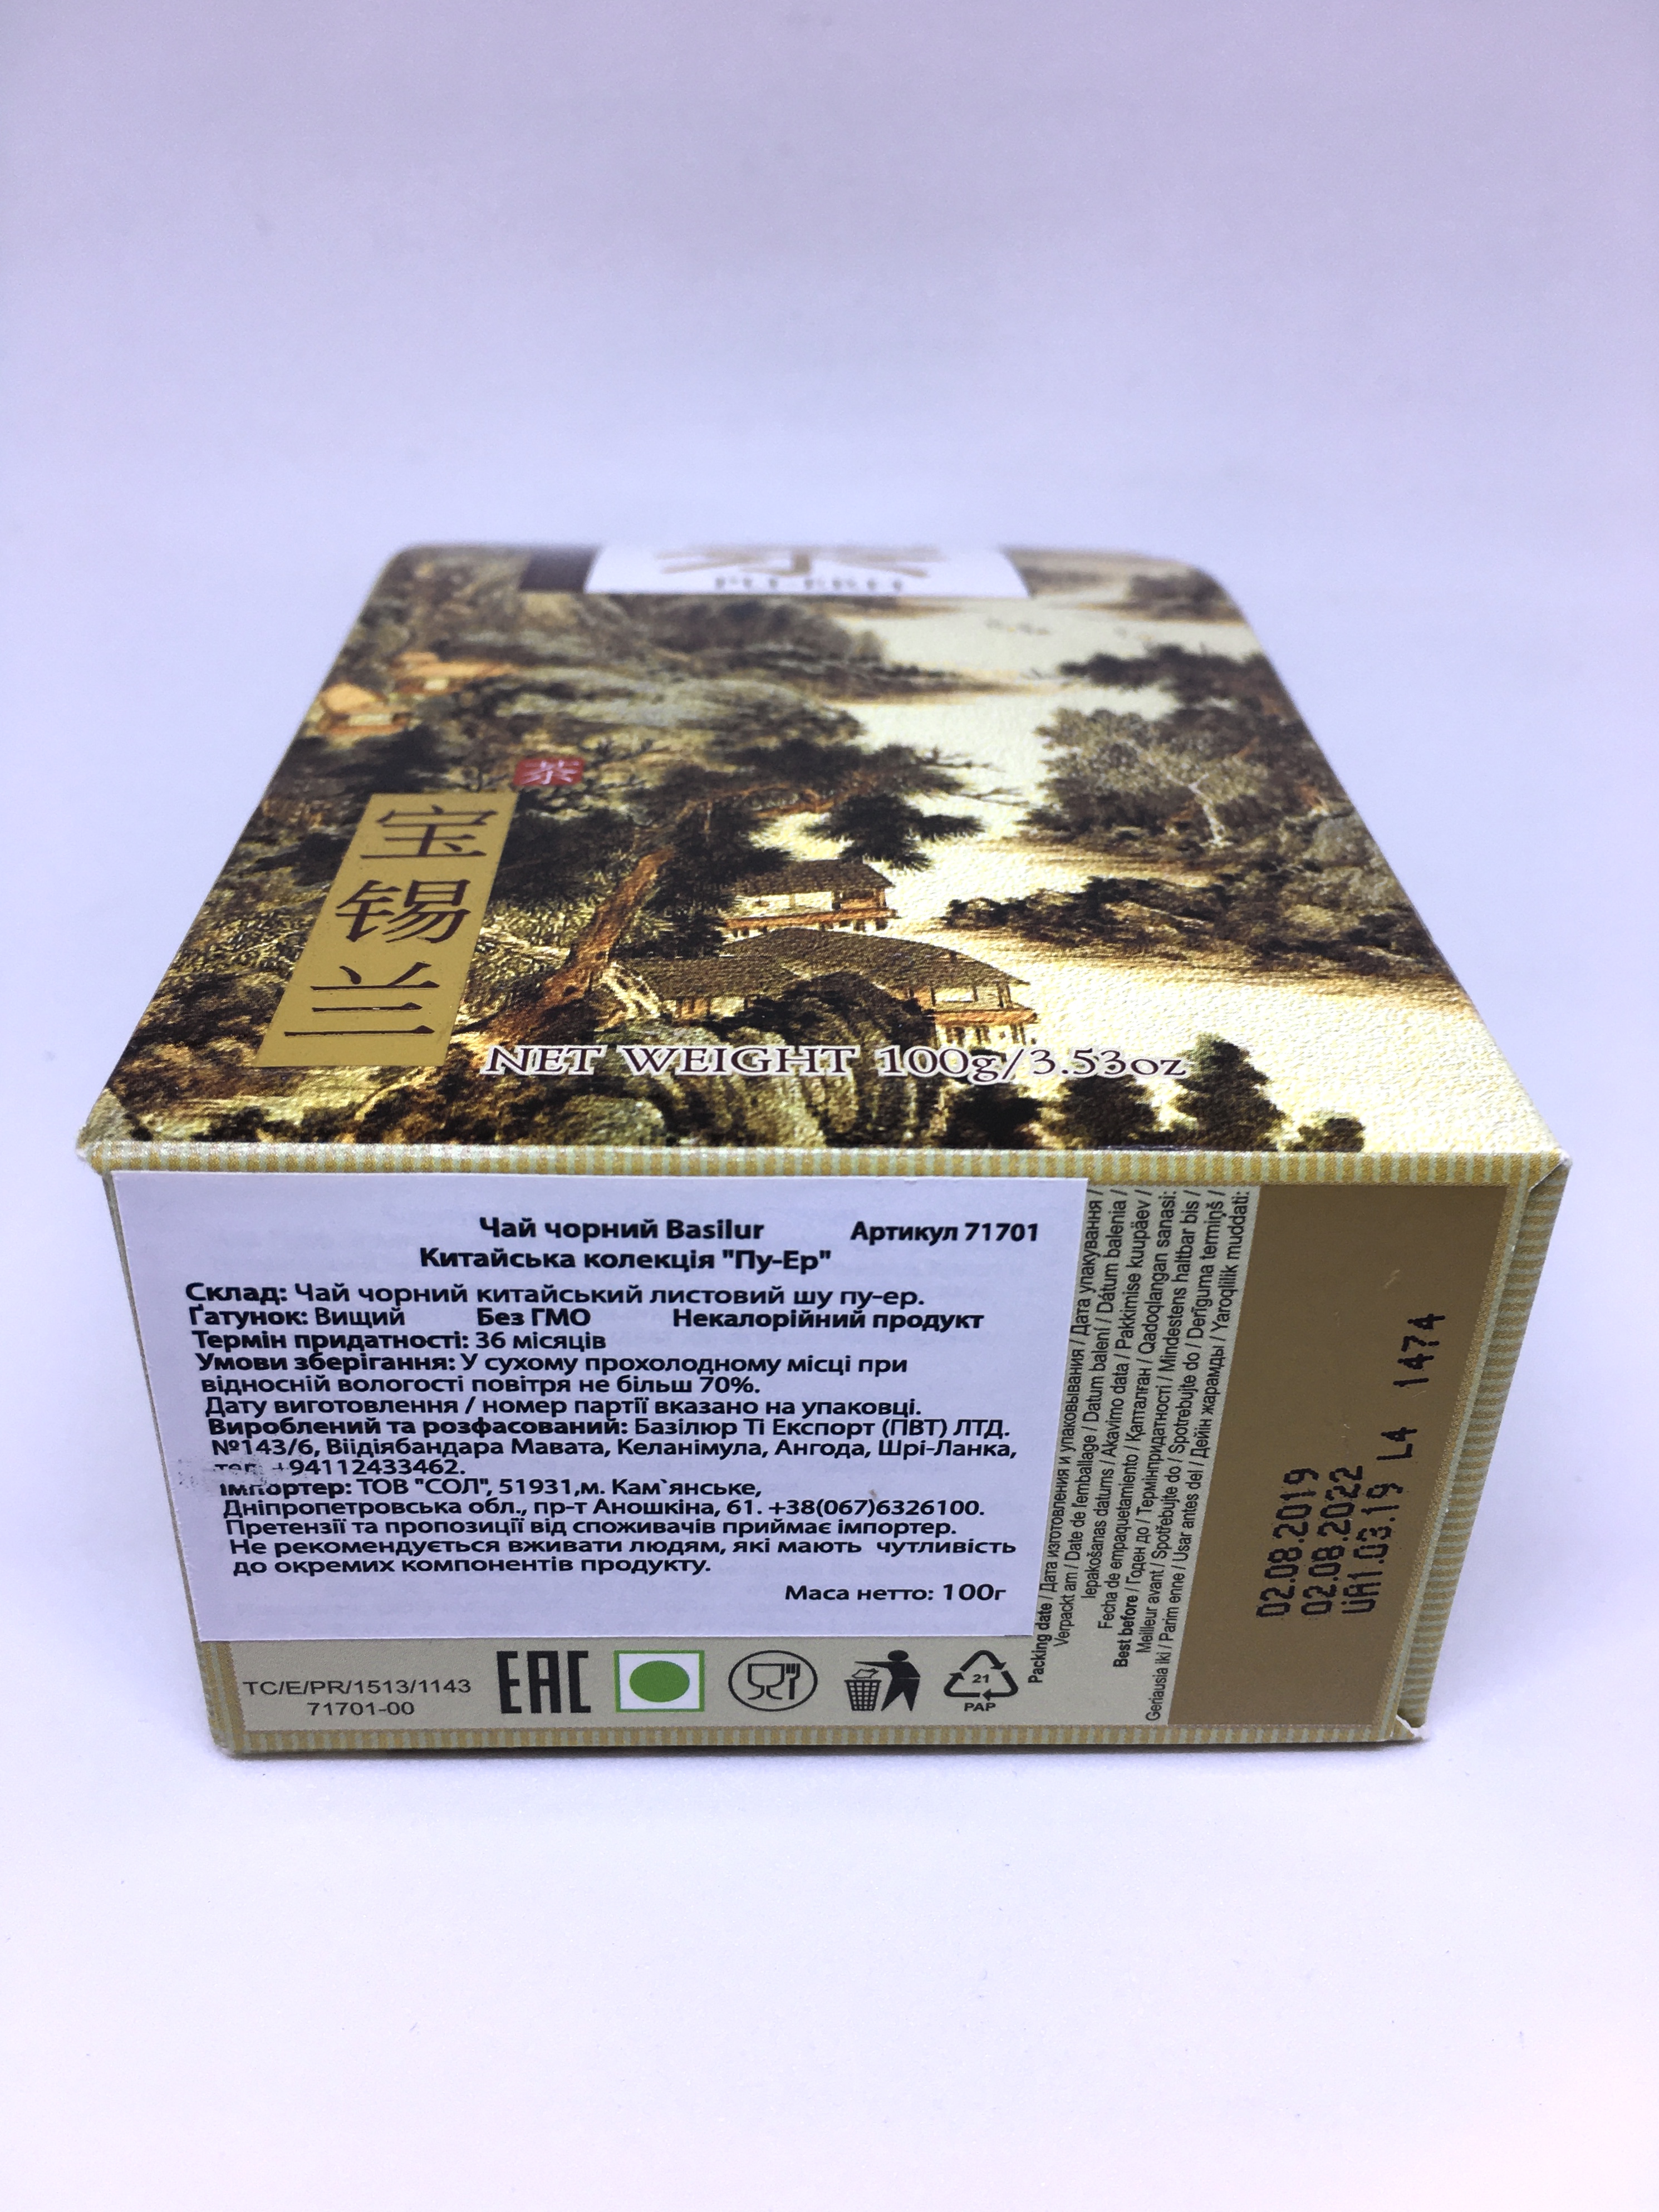 PU-ERH
茶
宝
锡
兰
NET WEIGHT 100g/3.53oz
Чай чорний Basilur Артикул 71701
Китайська колекція "Пу-Ер"
Склад: Чай чорний китайський листовий шу пу-ер.
Ґатунок: Вищий Без ГМО Некалорійний продукт
Термін придатності: 36 місяців
Умови зберігання: У сухому прохолодному місці при
відносній вологості повітря не більш 70%.
Дату виготовлення / номер партії вказано на упаковці.
Вироблений та розфасований: Базілюр Ті Експорт (ПВТ) ЛТД.
№143/6, Віідіябандара Мавата, Келанімула, Ангода, Шрі-Ланка,
тел. +94112433462.
Імпортер: ТОВ "СОЛ", 51931,м. Кам`янське,
Дніпропетровська обл., пр-т Аношкіна, 61. +38(067)6326100.
Претензії та пропозиції від споживачів приймає імпортер.
Не рекомендується вживати людям, які мають чутливість
до окремих компонентів продукту.
Маса нетто: 100г
TC/E/PR/1513/1143
71701-00
EAC
21
PAP
Packing date / Дата изготовления и упаковывания / Дата упакування /
Verpackt am / Date de l'emballage / Datum balení / Dátum balenia /
Iepakošanas datums / Akavimo data / Pakkimise kuupäev /
Fecha de empaquetamiento / Қапталған / Qadoqlangan sanasi:
Best before / Годен до / Термінпридатності / Mindestens haltbar bis /
Meilleur avant / Spotřebujte do / Spotrebujte do / Derīguma termiņš /
Geriausia iki / Parim enne / Usar antes del / Дейін жарамды / Yaroqlilik muddati:
02.08.2019
02.08.2022
UA1.03.19 L4 1474